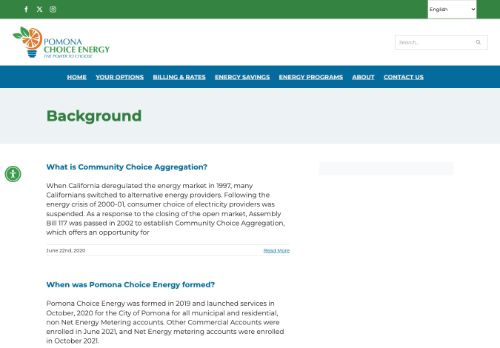 English
POMONA
CHOICE ENERGY
THE POWER TO CHOOSE
Search...
HOME YOUR OPTIONS BILLING & RATES ENERGY SAVINGS ENERGY PROGRAMS ABOUT CONTACT US
Background
What is Community Choice Aggregation?
When California deregulated the energy market in 1997, many
Californians switched to alternative energy providers. Following the
energy crisis of 2000-01, consumer choice of electricity providers was
suspended. As a response to the closing of the open market, Assembly
Bill 117 was passed in 2002 to establish Community Choice Aggregation,
which offers an opportunity for
June 22nd, 2020 Read More
When was Pomona Choice Energy formed?
Pomona Choice Energy was formed in 2019 and launched services in
October, 2020 for the City of Pomona for all municipal and residential,
non Net Energy Metering accounts. Other Commercial Accounts were
enrolled in June 2021, and Net Energy metering accounts were enrolled
in October 2021.